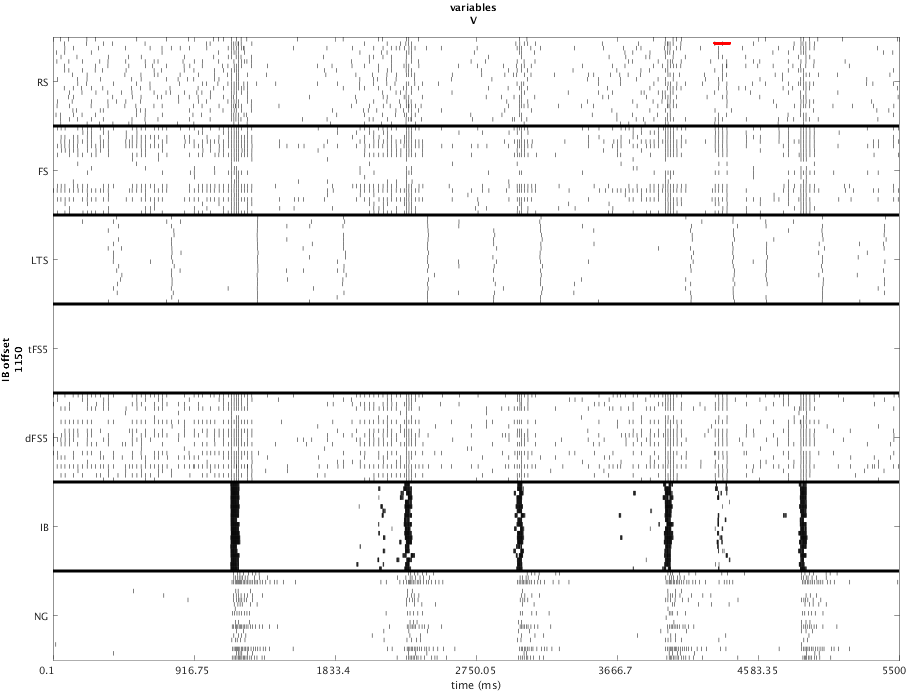 variables
V
RS
FS
LTS
tFS5
dFS5
IB
NG
IB offset
1150
0.1 916.75 1833.4 2750.05 3666.7 4583.35 5500
time (ms)